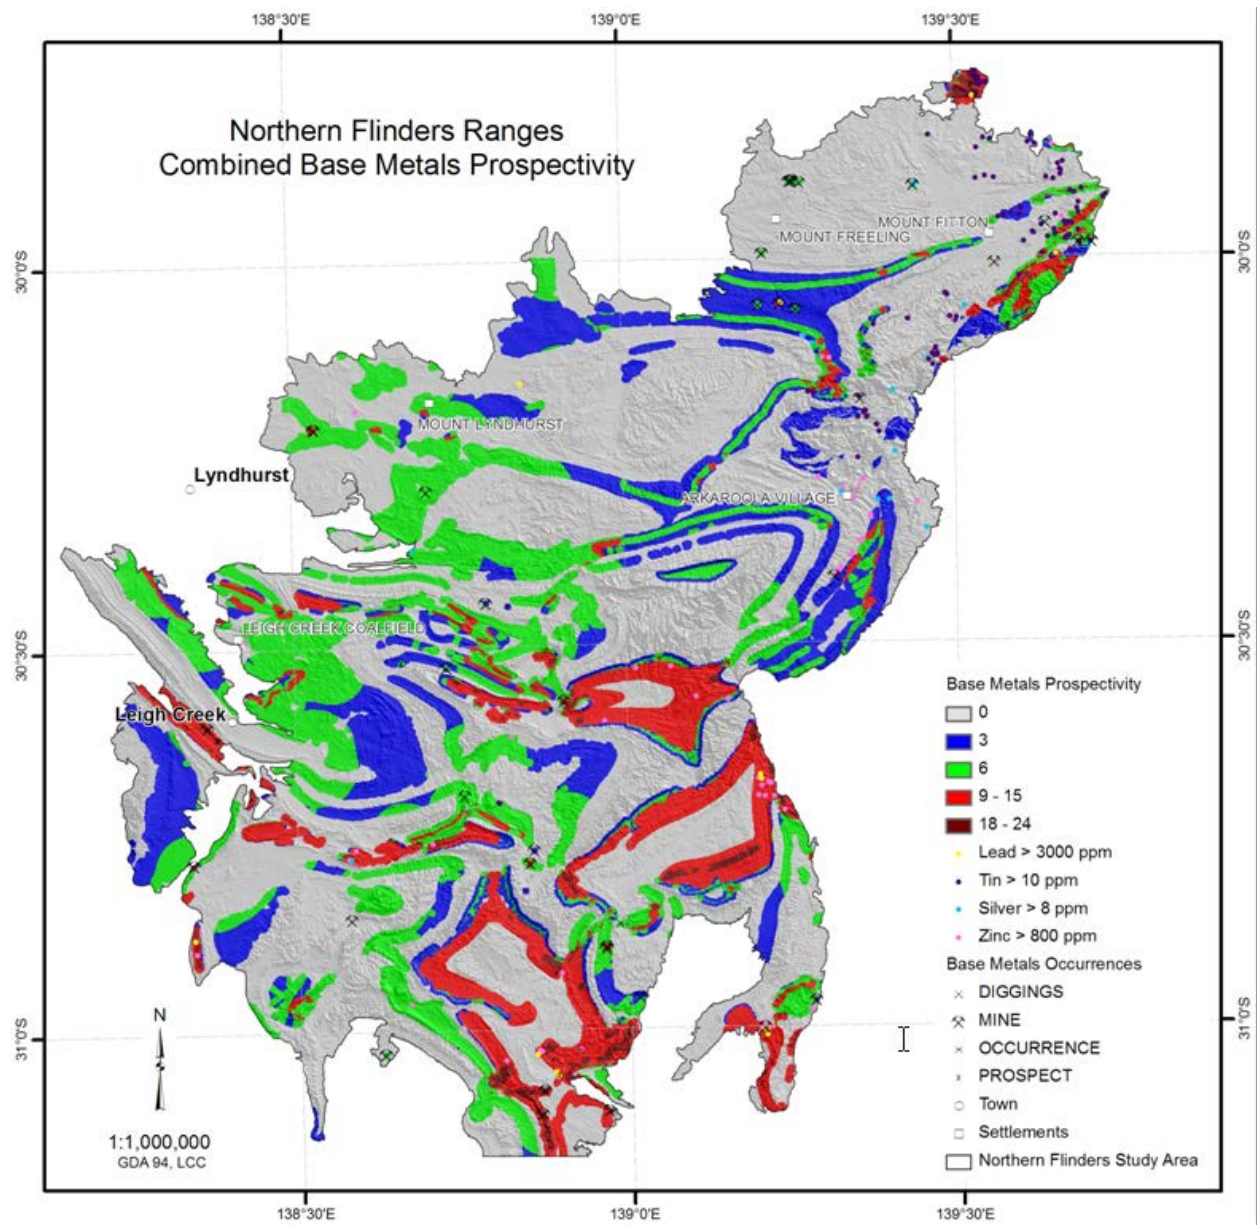 138°30'E
139°0'E
139°30'E
Northern Flinders Ranges
Combined Base Metals Prospectivity
MOUNT FITTON
MOUNT FREELING
30°0'S
30°0'S
MOUNT LYNDHURST
Lyndhurst
ARKAROOLA VILLAGE
LEIGH CREEK COALFIELD
30°30'S
30°30'S
Leigh Creek
Base Metals Prospectivity
0
3
6
9 - 15
18 - 24
Lead > 3000 ppm
Tin > 10 ppm
Silver > 8 ppm
Zinc > 800 ppm
Base Metals Occurrences
DIGGINGS
MINE
OCCURRENCE
PROSPECT
Town
Settlements
Northern Flinders Study Area
N
31°0'S
31°0'S
1:1,000,000
GDA 94, LCC
138°30'E
139°0'E
139°30'E